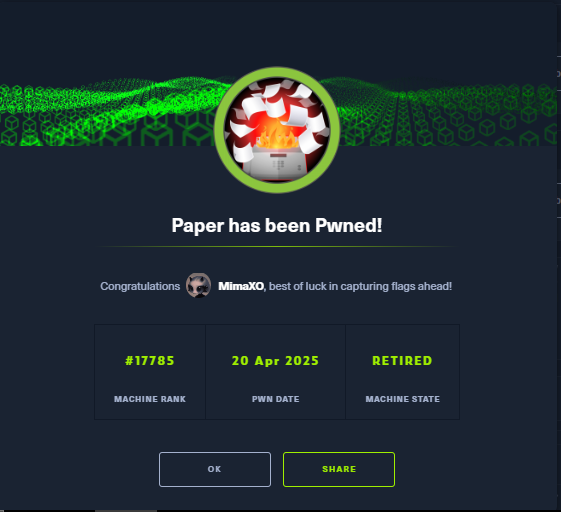 Paper has been Pwned!
Congratulations MimaXO, best of luck in capturing flags ahead!
#17785 20 Apr 2025 RETIRED
MACHINE RANK PWN DATE MACHINE STATE
OK SHARE